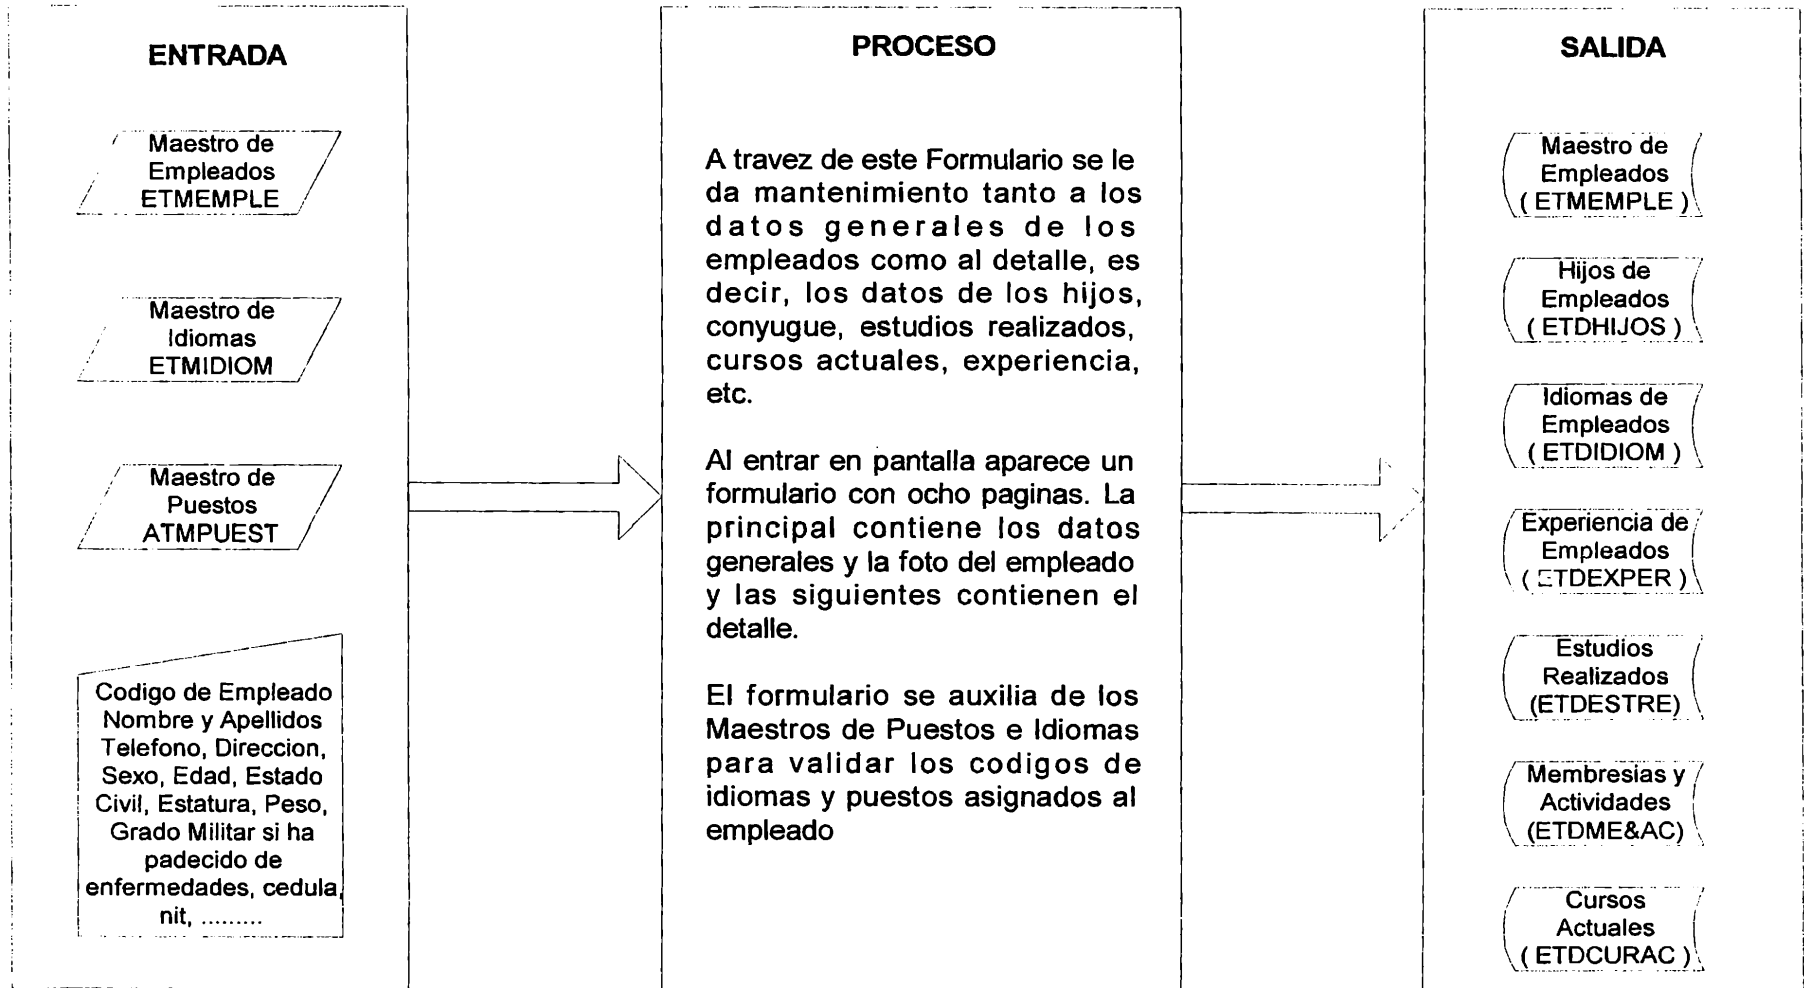 ENTRADA
Maestro de
Empleados
ETMEMPLE
Maestro de
Idiomas
ETMIDIOM
Maestro de
Puestos
ATMPUEST
Codigo de Empleado
Nombre y Apellidos
Telefono, Direccion,
Sexo, Edad, Estado
Civil, Estatura, Peso,
Grado Militar si ha
padecido de
enfermedades, cedula,
nit, .........
PROCESO
A travez de este Formulario se le
da mantenimiento tanto a los
datos generales de los
empleados como al detalle, es
decir, los datos de los hijos,
conyugue, estudios realizados,
cursos actuales, experiencia,
etc.
Al entrar en pantalla aparece un
formulario con ocho paginas. La
principal contiene los datos
generales y la foto del empleado
y las siguientes contienen el
detalle.
El formulario se auxilia de los
Maestros de Puestos e Idiomas
para validar los codigos de
idiomas y puestos asignados al
empleado
SALIDA
Maestro de
Empleados
( ETMEMPLE )
Hijos de
Empleados
( ETDHIJOS )
Idiomas de
Empleados
( ETDIDIOM )
Experiencia de
Empleados
( ETDEXPER )
Estudios
Realizados
(ETDESTRE)
Membresias y
Actividades
(ETDME&AC)
Cursos
Actuales
( ETDCURAC )